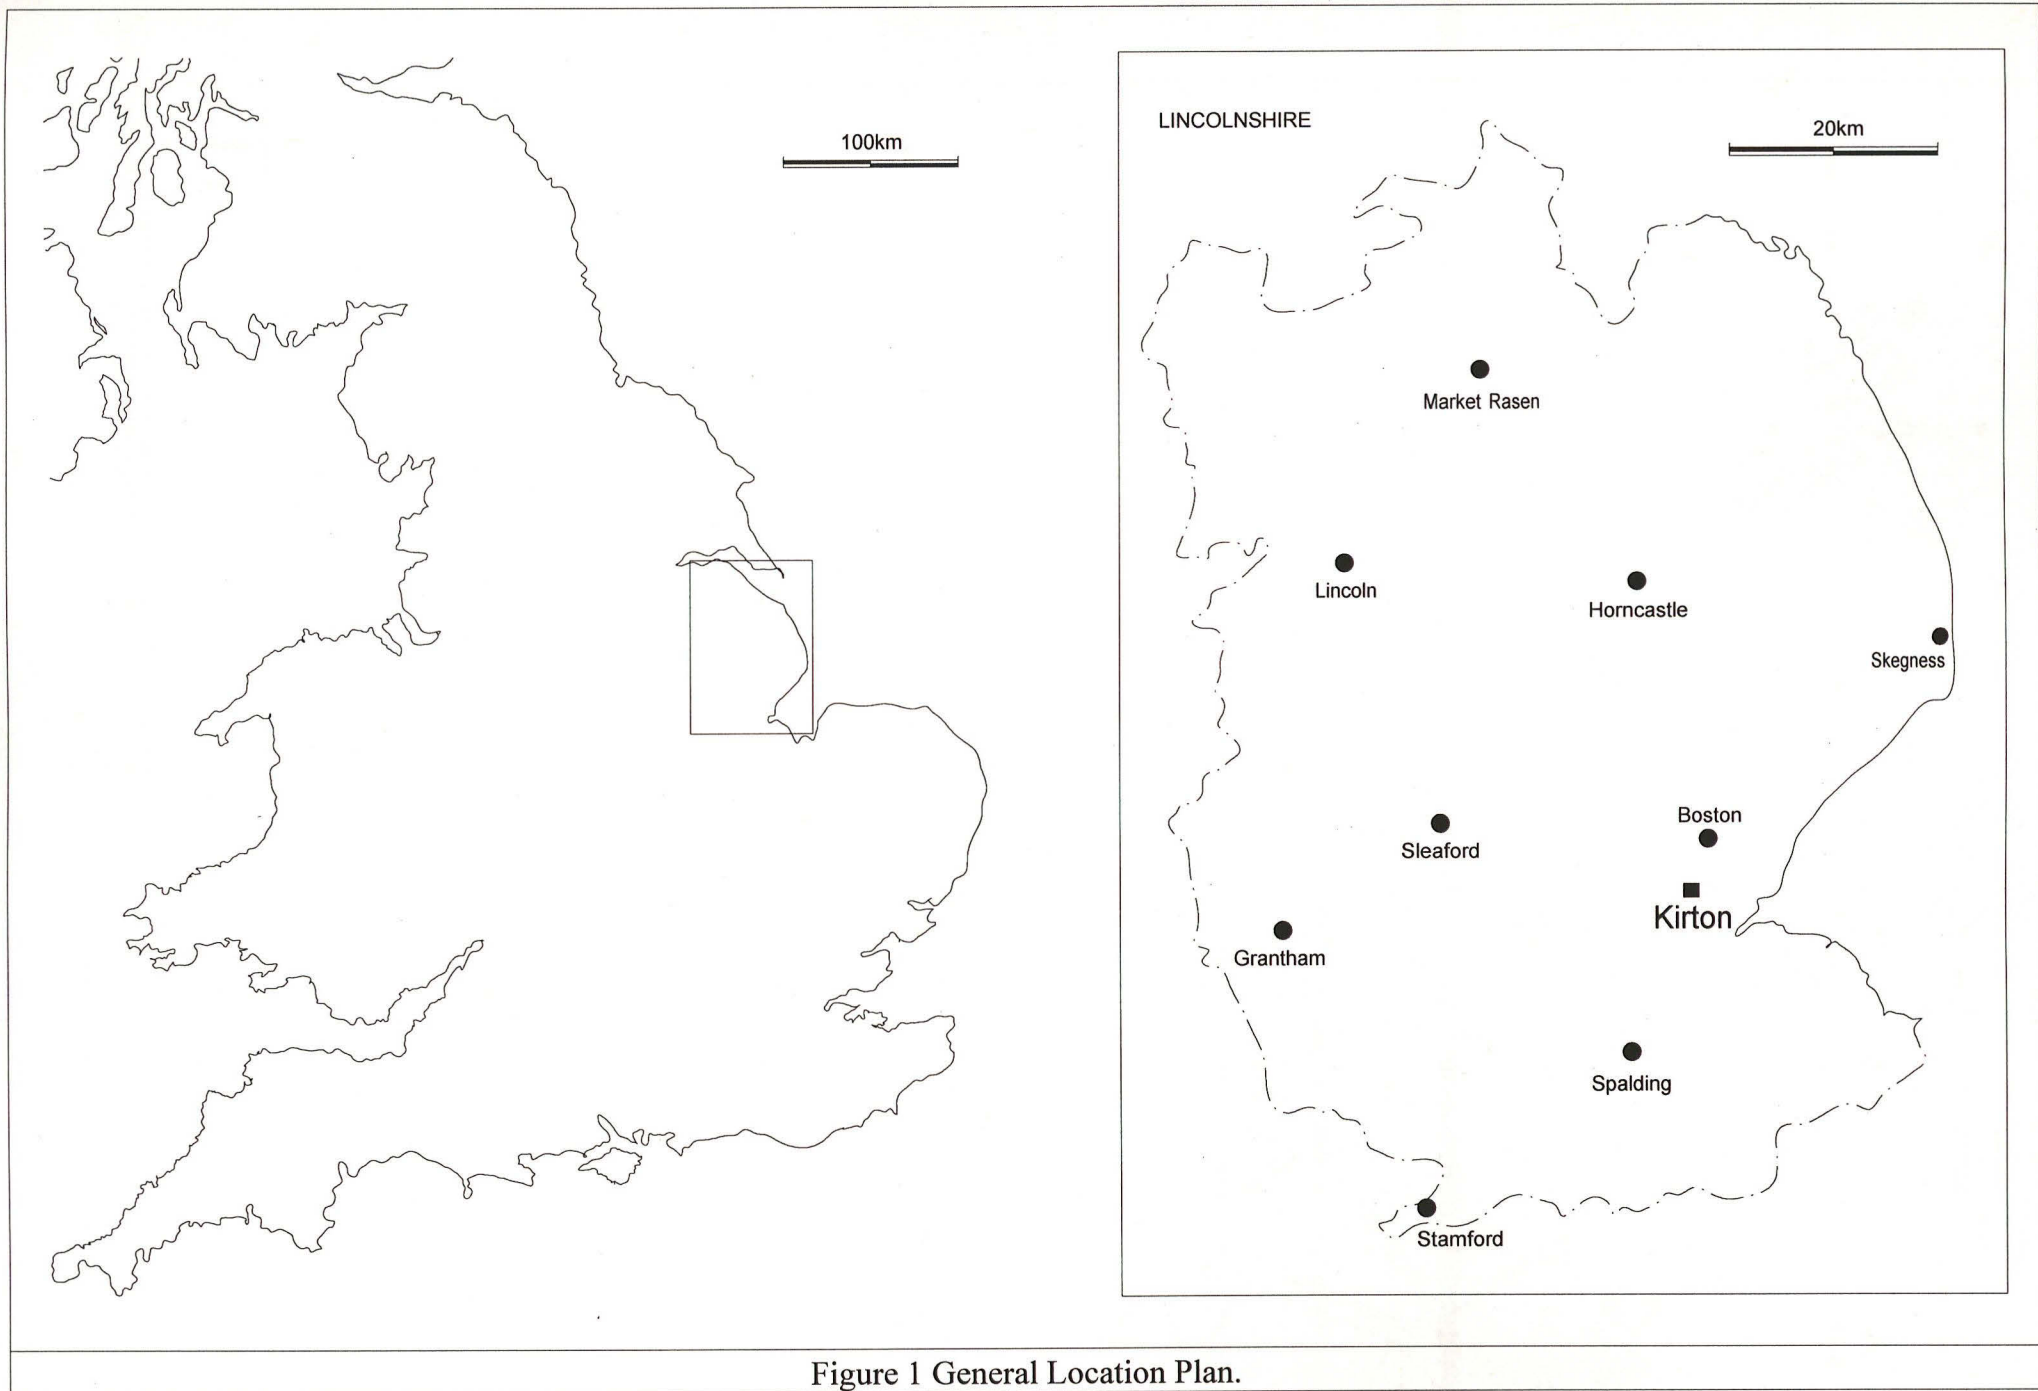 100km
LINCOLNSHIRE
20km
Market Rasen
Lincoln
Horncastle
Skegness
Boston
Sleaford
Kirton
Grantham
Spalding
Stamford
Figure 1 General Location Plan.